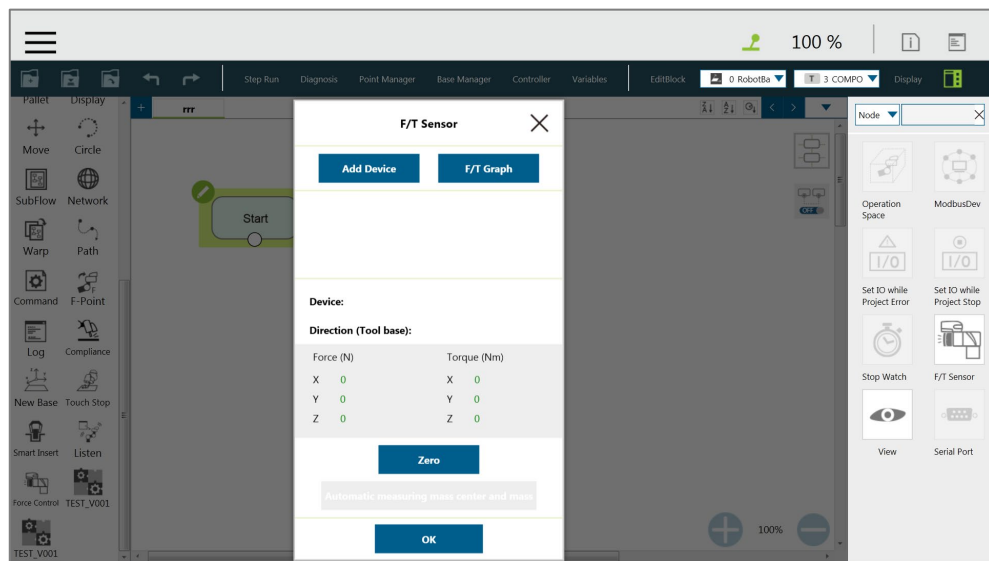 100 %
Step Run Diagnosis Point Manager Base Manager Controller Variables EditBlock 0 RobotBa T 3 COMPO Display
Pallet Display
+ rrr
Move Circle
SubFlow Network
Warp Path
Command F-Point
Log Compliance
New Base Touch Stop
Smart Insert Listen
Force Control TEST_V001
TEST_V001
Start
OFF
F/T Sensor
Add Device F/T Graph
Device:
Direction (Tool base):
Force (N) Torque (Nm)
X 0 X 0
Y 0 Y 0
Z 0 Z 0
Zero
Automatic measuring mass center and mass
OK
100%
Node
Operation ModbusDev
Space
I/O I/O
Set IO while Set IO while
Project Error Project Stop
Stop Watch F/T Sensor
View Serial Port